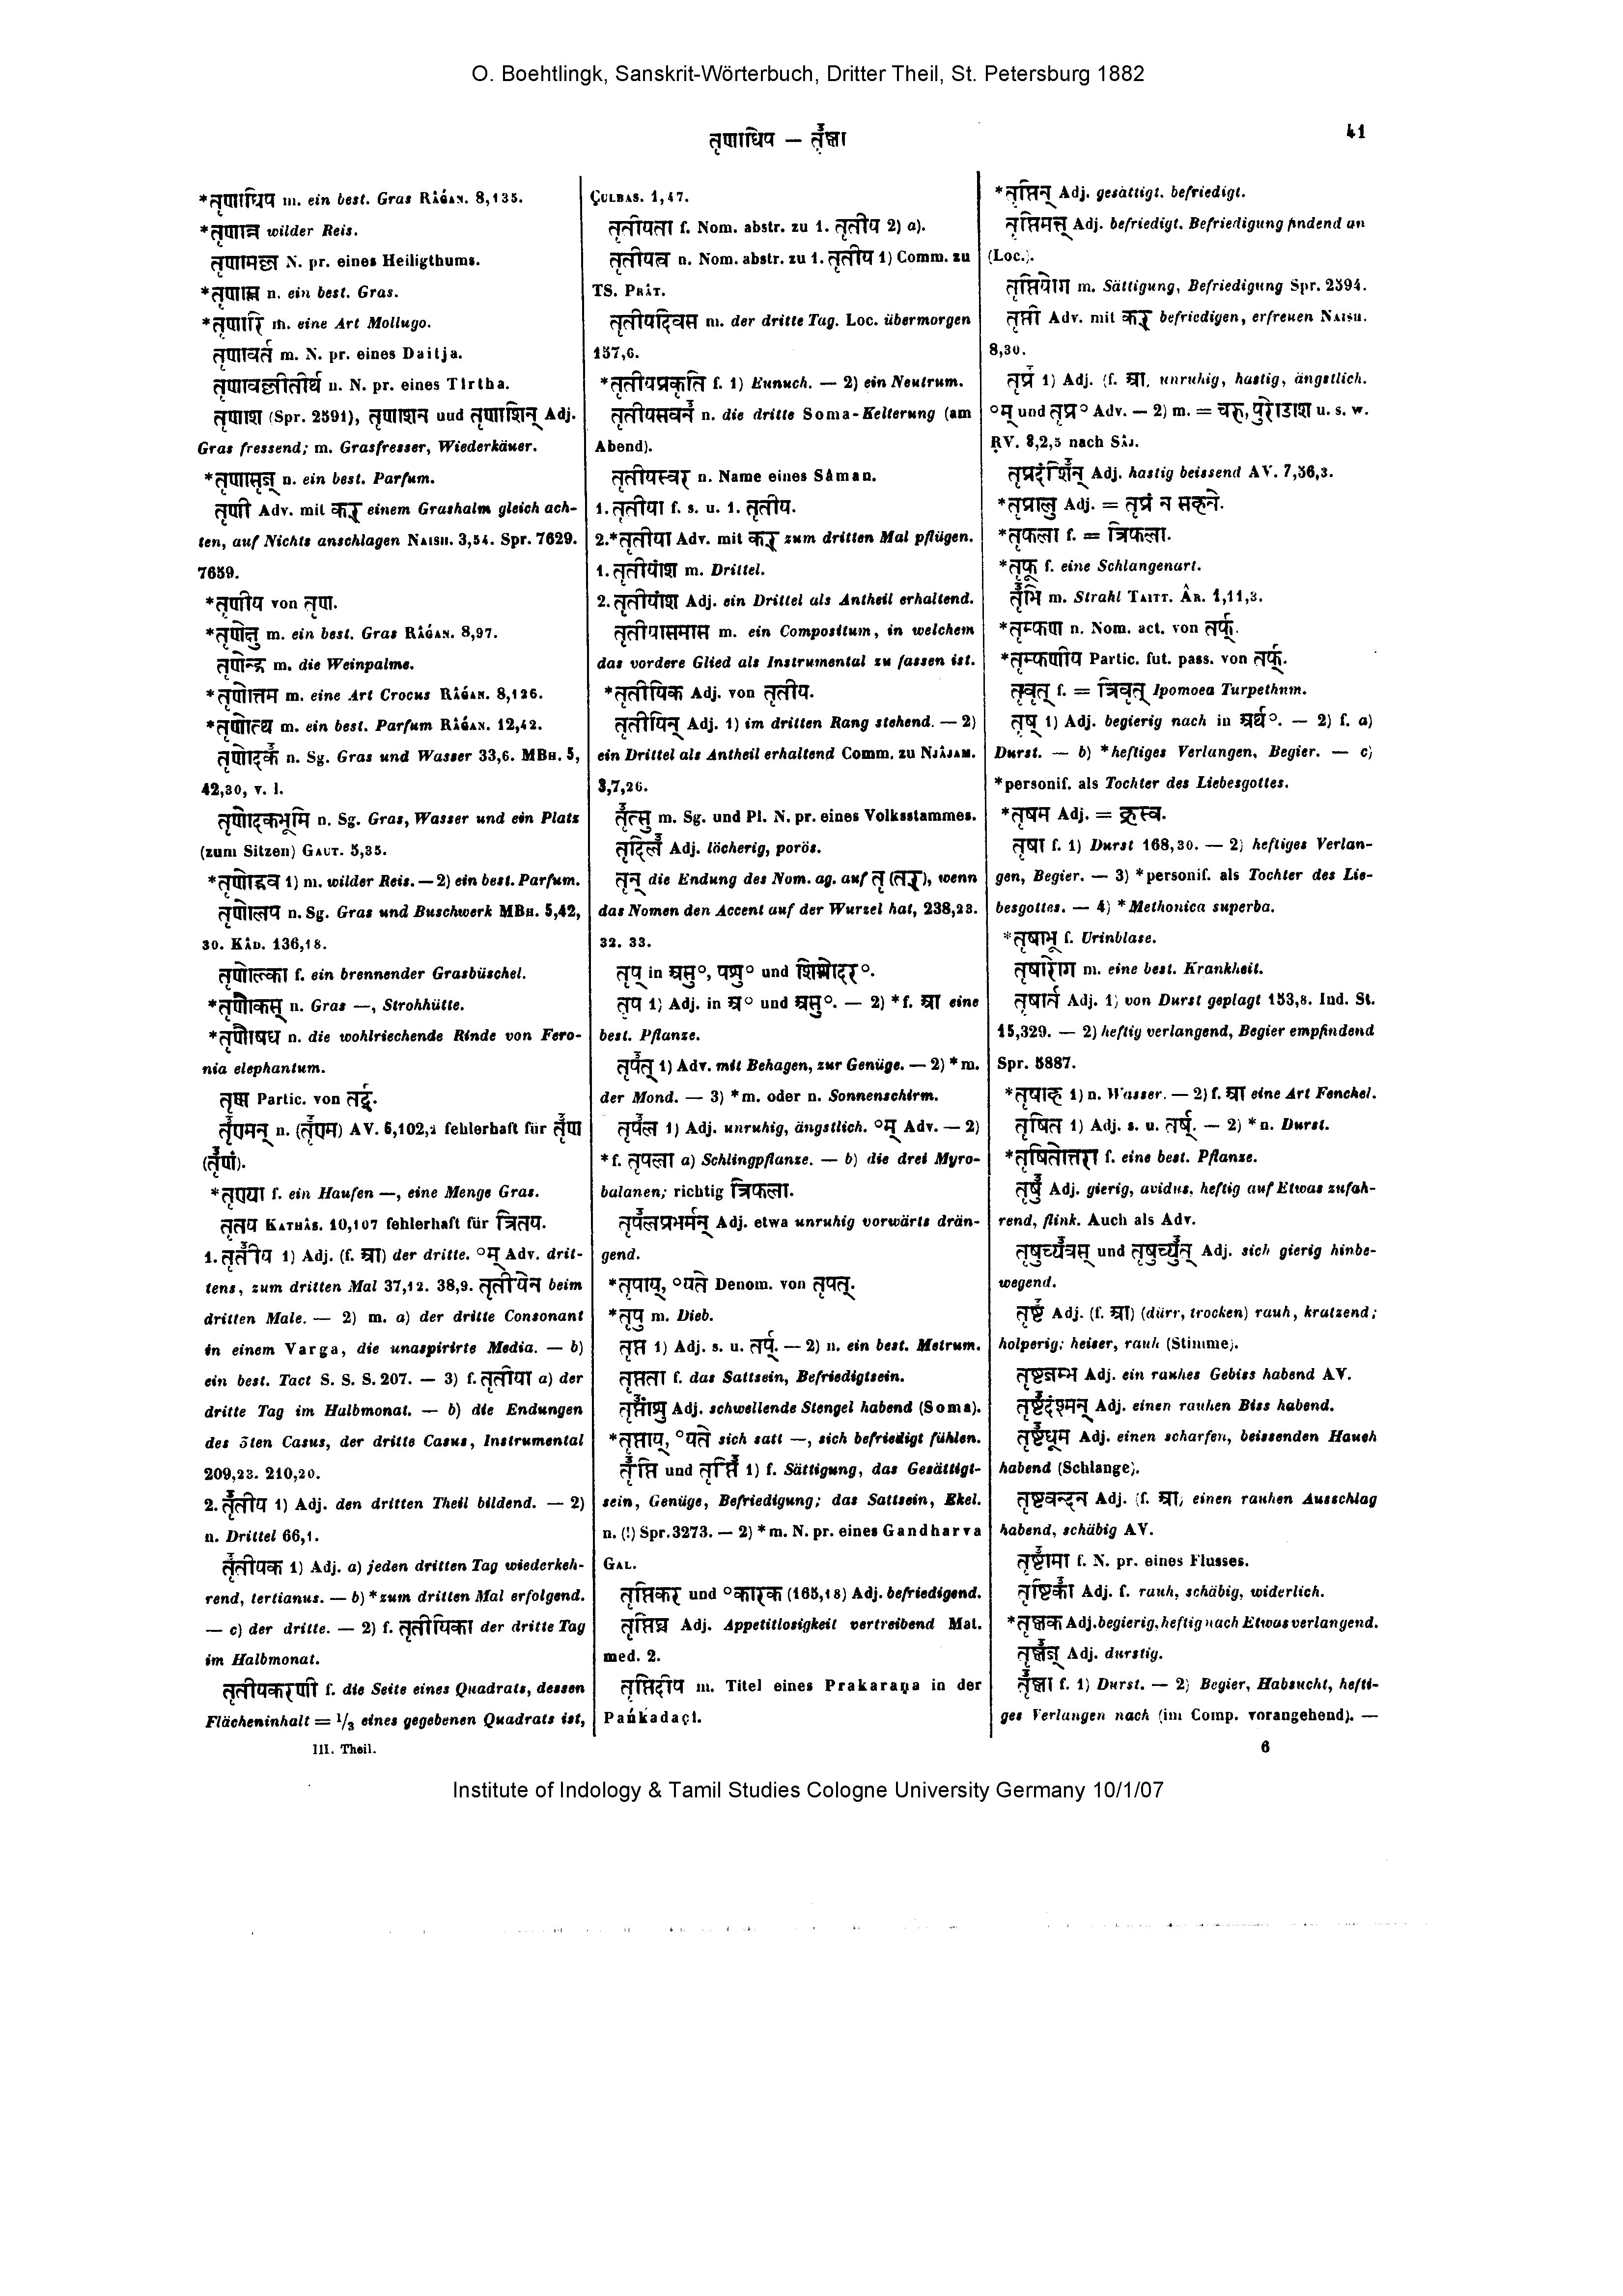 O. Boehtlingk, Sanskrit-Wörterbuch, Dritter Theil, St. Petersburg 1882
तृणाधिप — तृष्णा
41
*तृणाधिप m. ein best. Gras RÂGAN. 8,135.
*तृणान्न wilder Reis.
तृणामल्ल N. pr. eines Heiligthums.
*तृणाम्ल n. ein best. Gras.
*तृणारि m. eine Art Mollugo.
तृणावर्त m. N. pr. eines Daitja.
तृणावल्लीतीर्थ n. N. pr. eines Tîrtha.
तृणाश (Spr. 2591), तृणाशन und तृणाशिन् Adj.
Gras fressend; m. Grasfresser, Wiederkäuer.
*तृणासृज् n. ein best. Parfum.
तृणी Adv. mit कर् einem Grashalm gleich ach-
ten, auf Nichts anschlagen NAISH. 3,54. Spr. 7629.
7659.
*तृणीय von तृण.
*तृणेत्तु m. ein best. Gras RÂGAN. 8,97.
तृणेन्द्र m. die Weinpalme.
*तृणोत्तम m. eine Art Crocus RÂGAN. 8,126.
*तृणोत्थ m. ein best. Parfum RÂGAN. 12,42.
तृणोदक n. Sg. Gras und Wasser 33,6. MBH. 5,
42,30, v. l.
तृणोदकभूमि n. Sg. Gras, Wasser und ein Platz
(zum Sitzen) GAUT. 5,35.
*तृणोद्भव 1) m. wilder Reis. — 2) ein best. Parfum.
तृणोलप n. Sg. Gras und Buschwerk MBH. 5,42,
30. KÂD. 136,18.
तृणोल्का f. ein brennender Grasbüschel.
*तृणौकस् n. Gras —, Strohhütte.
*तृणौषध n. die wohlriechende Rinde von Fero-
nia elephantum.
तृष्म Partic. von तर्द्.
तृण्मन् n. (तृण्म) AV. 6,102,2 fehlerhaft für तृण
(तृणं).
*तृण्या f. ein Haufen —, eine Menge Gras.
तृतय KATHÂS. 10,107 fehlerhaft für त्रितय.
1. तृतीय 1) Adj. (f. आ) der dritte. °म् Adv. drit-
tens, zum dritten Mal 37,12. 38,9. तृतीयेन beim
dritten Male. — 2) m. a) der dritte Consonant
in einem Varga, die unaspirirte Media. — b)
ein best. Tact S. S. S. 207. — 3) f. तृतीया a) der
dritte Tag im Halbmonat. — b) die Endungen
des 3ten Casus, der dritte Casus, Instrumental
209,23. 210,20.
2. तृतीय 1) Adj. den dritten Theil bildend. — 2)
n. Drittel 66,1.
तृतीयक 1) Adj. a) jeden dritten Tag wiederkeh-
rend, tertianus. — b) *zum dritten Mal erfolgend.
— c) der dritte. — 2) f. तृतीयिका der dritte Tag
im Halbmonat.
तृतीयकरणी f. die Seite eines Quadrats, dessen
Flächeninhalt = 1/3 eines gegebenen Quadrats ist,
III. Theil.
ÇULBAS. 1,47.
तृतीयता f. Nom. abstr. zu 1. तृतीय 2) a).
तृतीयत्व n. Nom. abstr. zu 1. तृतीय 1) Comm. zu
TS. PRÂT.
तृतीयदिवस m. der dritte Tag. Loc. übermorgen
157,6.
*तृतीयप्रकृति f. 1) Eunuch. — 2) ein Neutrum.
तृतीयसवन n. die dritte Soma-Kelterung (am
Abend).
तृतीयस्वर n. Name eines Sâman.
1. तृतीया f. s. u. 1. तृतीय.
2.*तृतीया Adv. mit कर् zum dritten Mal pflügen.
1. तृतीयांश m. Drittel.
2. तृतीयांश Adj. ein Drittel als Antheil erhaltend.
तृतीयासमास m. ein Compositum, in welchem
das vordere Glied als Instrumental zu fassen ist.
*तृतीयिक Adj. von तृतीय.
तृतीयिन् Adj. 1) im dritten Rang stehend. — 2)
ein Drittel als Antheil erhaltend Comm. zu NJÂJAM.
3,7,26.
तृत्सु m. Sg. und Pl. N. pr. eines Volksstammes.
तृदिल Adj. löcherig, porös.
तृन् die Endung des Nom. ag. auf तृ (तर्), wenn
das Nomen den Accent auf der Wurzel hat, 238,23.
32. 33.
तृप् in असु°, पशु° und शिश्नोदर°.
तृप 1) Adj. in अ° und असु°. — 2) *f. आ eine
best. Pflanze.
तृपत् 1) Adv. mit Behagen, zur Genüge. — 2) *m.
der Mond. — 3) *m. oder n. Sonnenschirm.
तृपल 1) Adj. unruhig, ängstlich. °म् Adv. — 2)
*f. तृपला a) Schlingpflanze. — b) die drei Myro-
balanen; richtig त्रिफला.
तृपलप्रभर्मन् Adj. etwa unruhig vorwärts drän-
gend.
*तृपाय्, °यते Denom. von तृपत्.
*तृपु m. Dieb.
तृप्त 1) Adj. s. u. तर्प्. — 2) n. ein best. Metrum.
तृप्तता f. das Sattsein, Befriedigtsein.
तृप्तांशु Adj. schwellende Stengel habend (Soma).
*तृप्ताय्, °यते sich satt —, sich befriedigt fühlen.
तृप्ति und तृप्ति 1) f. Sättigung, das Gesättigt-
sein, Genüge, Befriedigung; das Sattsein, Ekel.
n. (!) Spr. 3273. — 2) *m. N. pr. eines Gandharva
GAL.
तृप्तिकर und °कारक (165,18) Adj. befriedigend.
तृप्तिघ्न Adj. Appetitlosigkeit vertreibend Mat.
med. 2.
तृप्तिदीप m. Titel eines Prakaraṇa in der
Pańkadaçî.
*तृप्तिन् Adj. gesättigt. befriedigt.
तृप्तिमत् Adj. befriedigt. Befriedigung findend an
(Loc.).
तृप्तियोग m. Sättigung, Befriedigung Spr. 2594.
तृप्ती Adv. mit कर् befriedigen, erfreuen NAISH.
8,30.
तृप्र 1) Adj. (f. आ) unruhig, hastig, ängstlich.
°म् und तृप्र° Adv. — 2) m. = चरु, पुरोडाश u. s. w.
RV. 8,2,5 nach SÂJ.
तृप्रदंशिन् Adj. hastig beissend AV. 7,56,3.
*तृप्रालु Adj. = तृप्रं न सहते.
*तृफला f. = त्रिफला.
*तृफू f. eine Schlangenart.
तृभि m. Strahl TAITT. ÂR. 1,11,3.
*तृम्फण n. Nom. act. von तर्फ्.
*तृम्फणीय Partic. fut. pass. von तर्फ्.
तृवृत् f. = त्रिवृत् Ipomoea Turpethum.
तृष् 1) Adj. begierig nach in अर्थ°. — 2) f. a)
Durst. — b) *heftiges Verlangen, Begier. — c)
*personif. als Tochter des Liebesgottes.
*तृषम Adj. = ह्रस्व.
तृषा f. 1) Durst 168,30. — 2) heftiges Verlan-
gen, Begier. — 3) *personif. als Tochter des Lie-
besgottes. — 4) *Methonica superba.
*तृषाभू f. Urinblase.
तृषारोग m. eine best. Krankheit.
तृषार्त Adj. 1) von Durst geplagt 153,8. Ind. St.
15,329. — 2) heftig verlangend, Begier empfindend
Spr. 5887.
*तृषाह 1) n. Wasser. — 2) f. आ eine Art Fenchel.
तृषित 1) Adj. s. u. तर्ष्. — 2) *n. Durst.
*तृषितोत्तरा f. eine best. Pflanze.
तृषु Adj. gierig, avidus, heftig auf Etwas zufah-
rend, flink. Auch als Adv.
तृषुच्यवस् und तृषुच्युत् Adj. sich gierig hinbe-
wegend.
तृष्ट Adj. (f. आ) (dürr, trocken) rauh, kratzend;
holperig; heiser, rauh (Stimme).
तृष्टजम्भ Adj. ein rauhes Gebiss habend AV.
तृष्टदंश्मन् Adj. einen rauhen Biss habend.
तृष्टधूम Adj. einen scharfen, beissenden Hauch
habend (Schlange).
तृष्टवन्दन Adj. (f. आ) einen rauhen Ausschlag
habend, schäbig AV.
तृष्टामा f. N. pr. eines Flusses.
तृष्टिका Adj. f. rauh, schäbig, widerlich.
*तृष्णक Adj. begierig, heftig nach Etwas verlangend.
तृष्णज् Adj. durstig.
तृष्णा f. 1) Durst. — 2) Begier, Habsucht, hefti-
ges Verlangen nach (im Comp. vorangehend). —
6
Institute of Indology & Tamil Studies Cologne University Germany 10/1/07